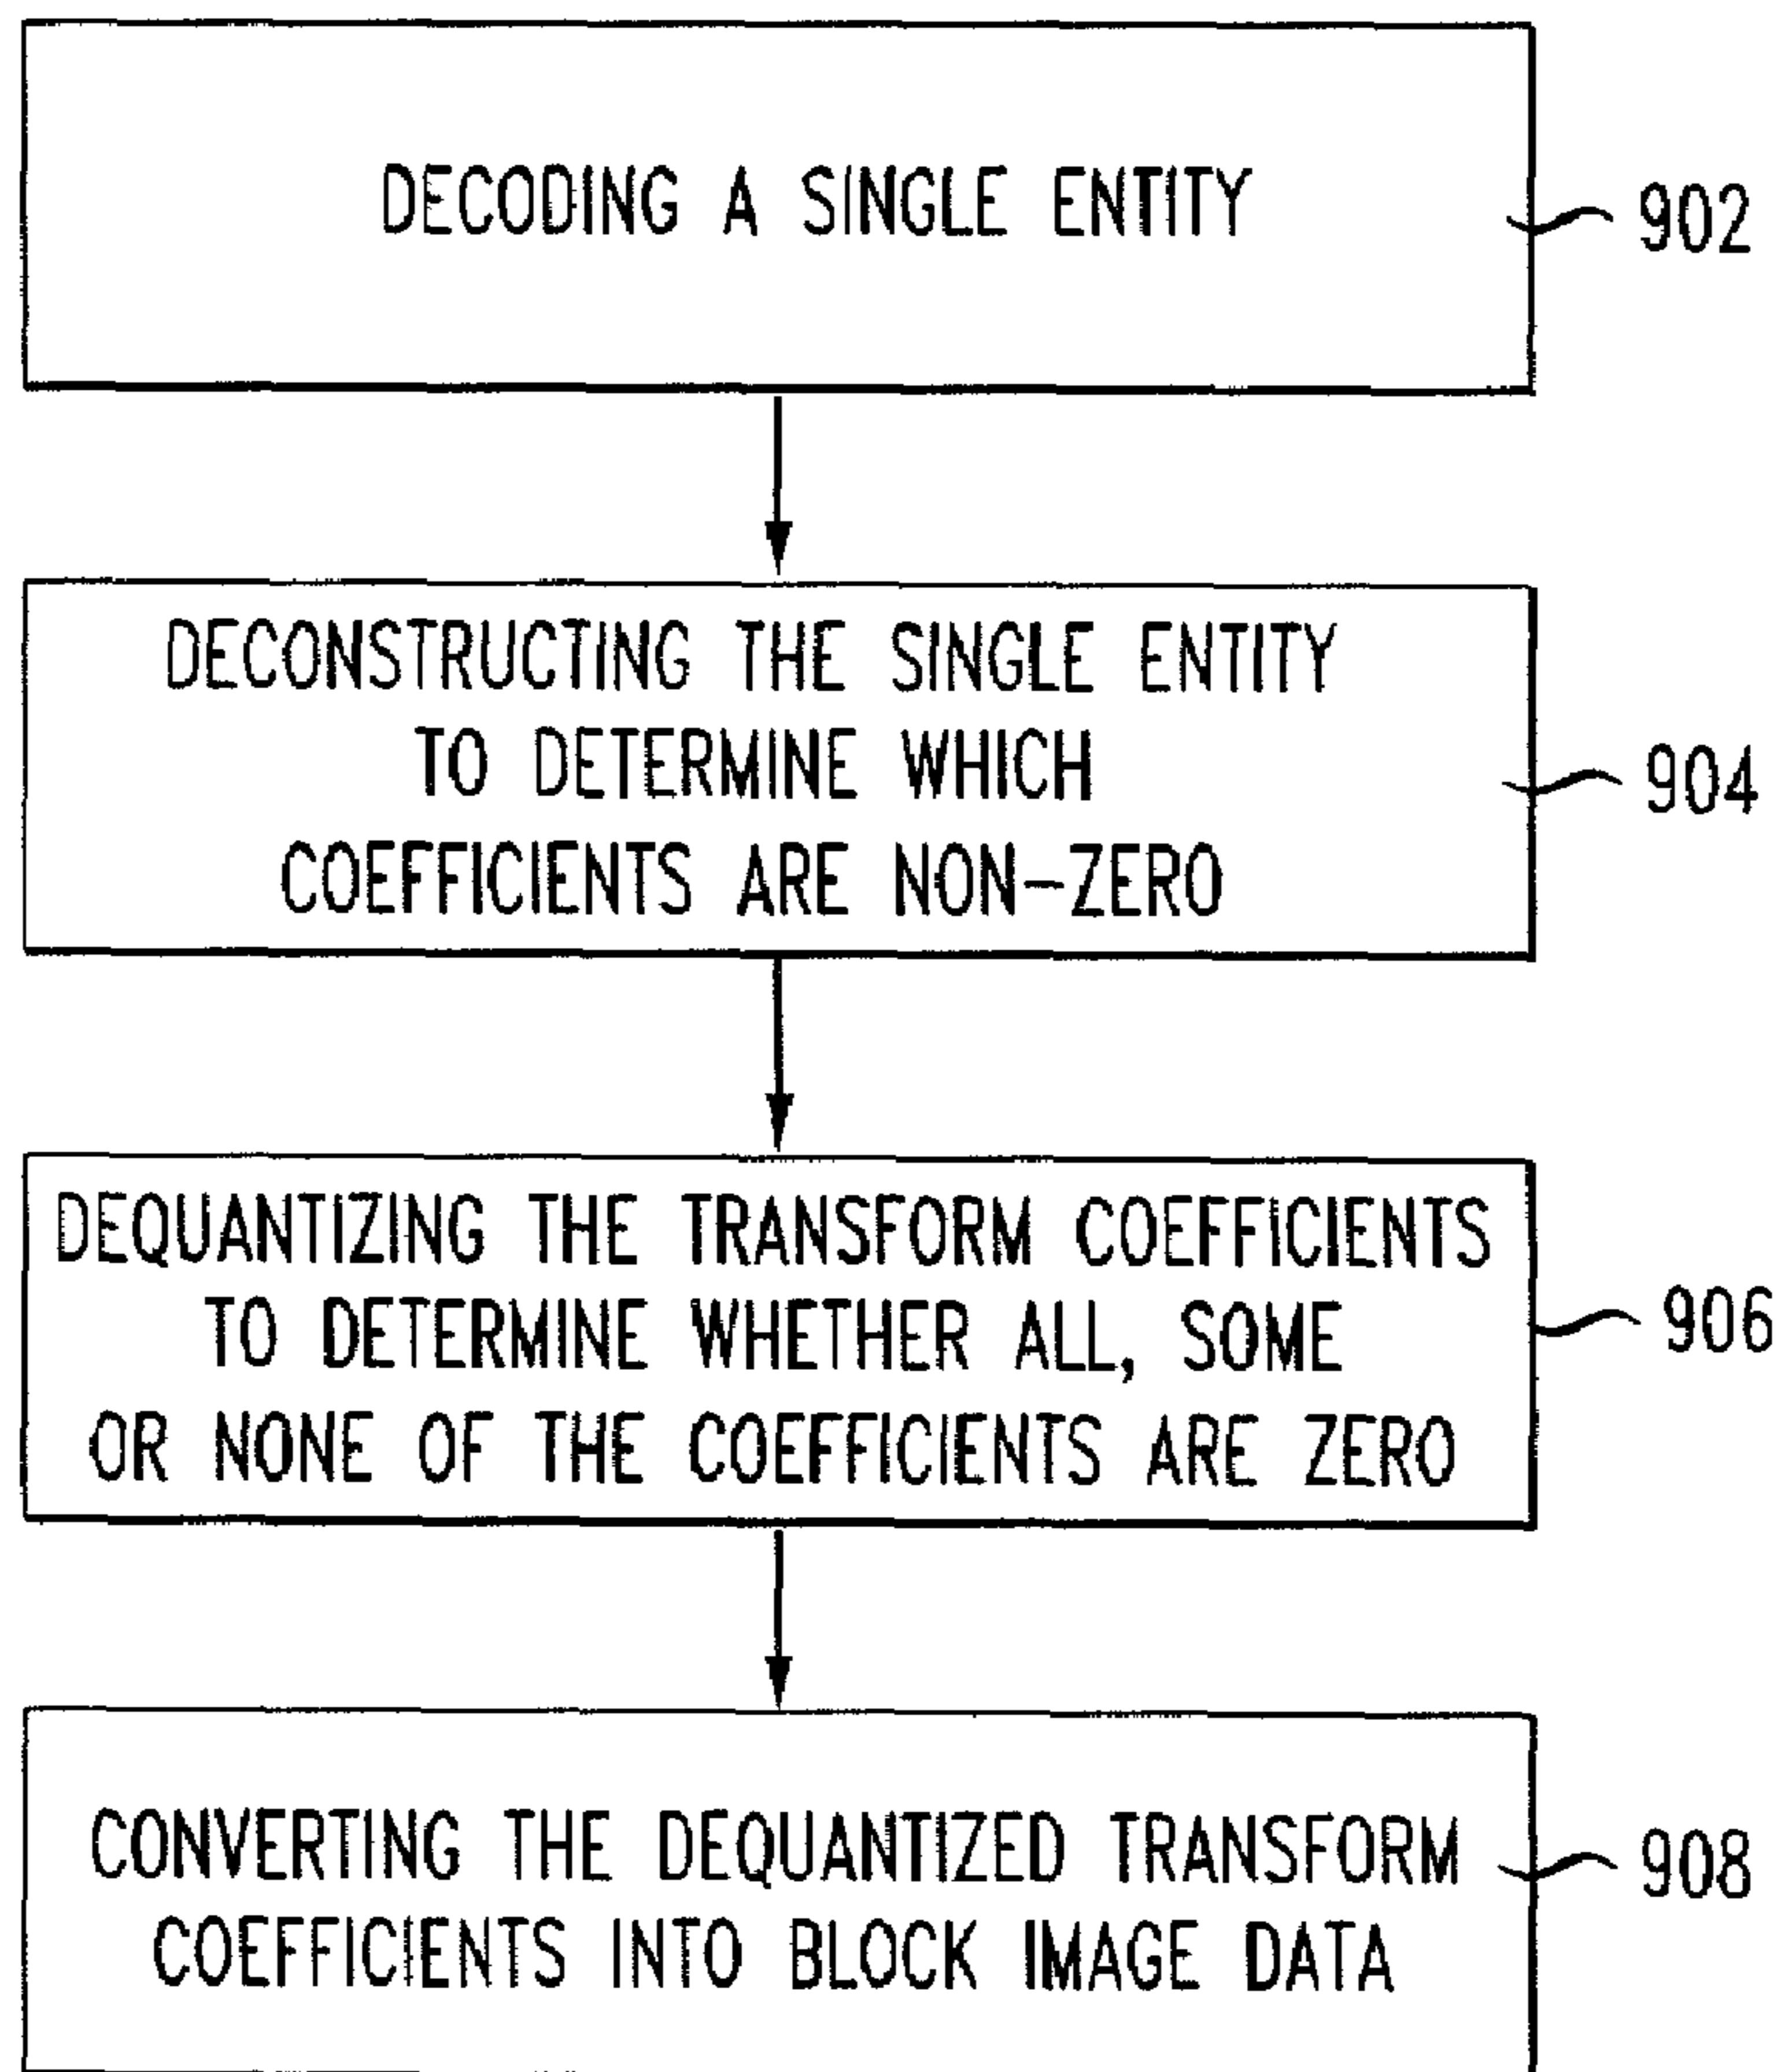 DECODING A SINGLE ENTITY
902
DECONSTRUCTING THE SINGLE ENTITY
TO DETERMINE WHICH
COEFFICIENTS ARE NON-ZERO
904
DEQUANTIZING THE TRANSFORM COEFFICIENTS
TO DETERMINE WHETHER ALL, SOME
OR NONE OF THE COEFFICIENTS ARE ZERO
906
CONVERTING THE DEQUANTIZED TRANSFORM
COEFFICIENTS INTO BLOCK IMAGE DATA
908